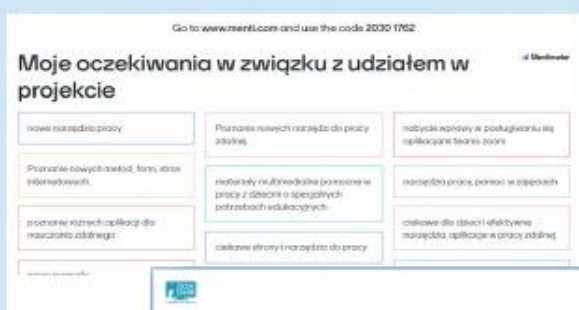 Go to www.menti.com and use the code 2030 1762
Moje oczekiwania w związku z udziałem w
projekcie
Mentimeter
nowe narzędzia pracy
Poznanie nowych metod, form, stron
internetowych
poznanie różnych aplikacji dla
nauczania zdalnego
Poznanie nowych narzędzi do pracy
zdalnej
materiały multimedialne pomocne w
pracy z dziećmi o specjalnych
potrzebach edukacyjnych
ciekawe strony i narzędzia do pracy
nabycie wprawy w posługiwaniu się
aplikacjami teams zoom
narzędzia pracy, pomoc w zajęciach
ciekawe dla dzieci i efektywne
narzędzia, aplikacje w pracy zdalnej